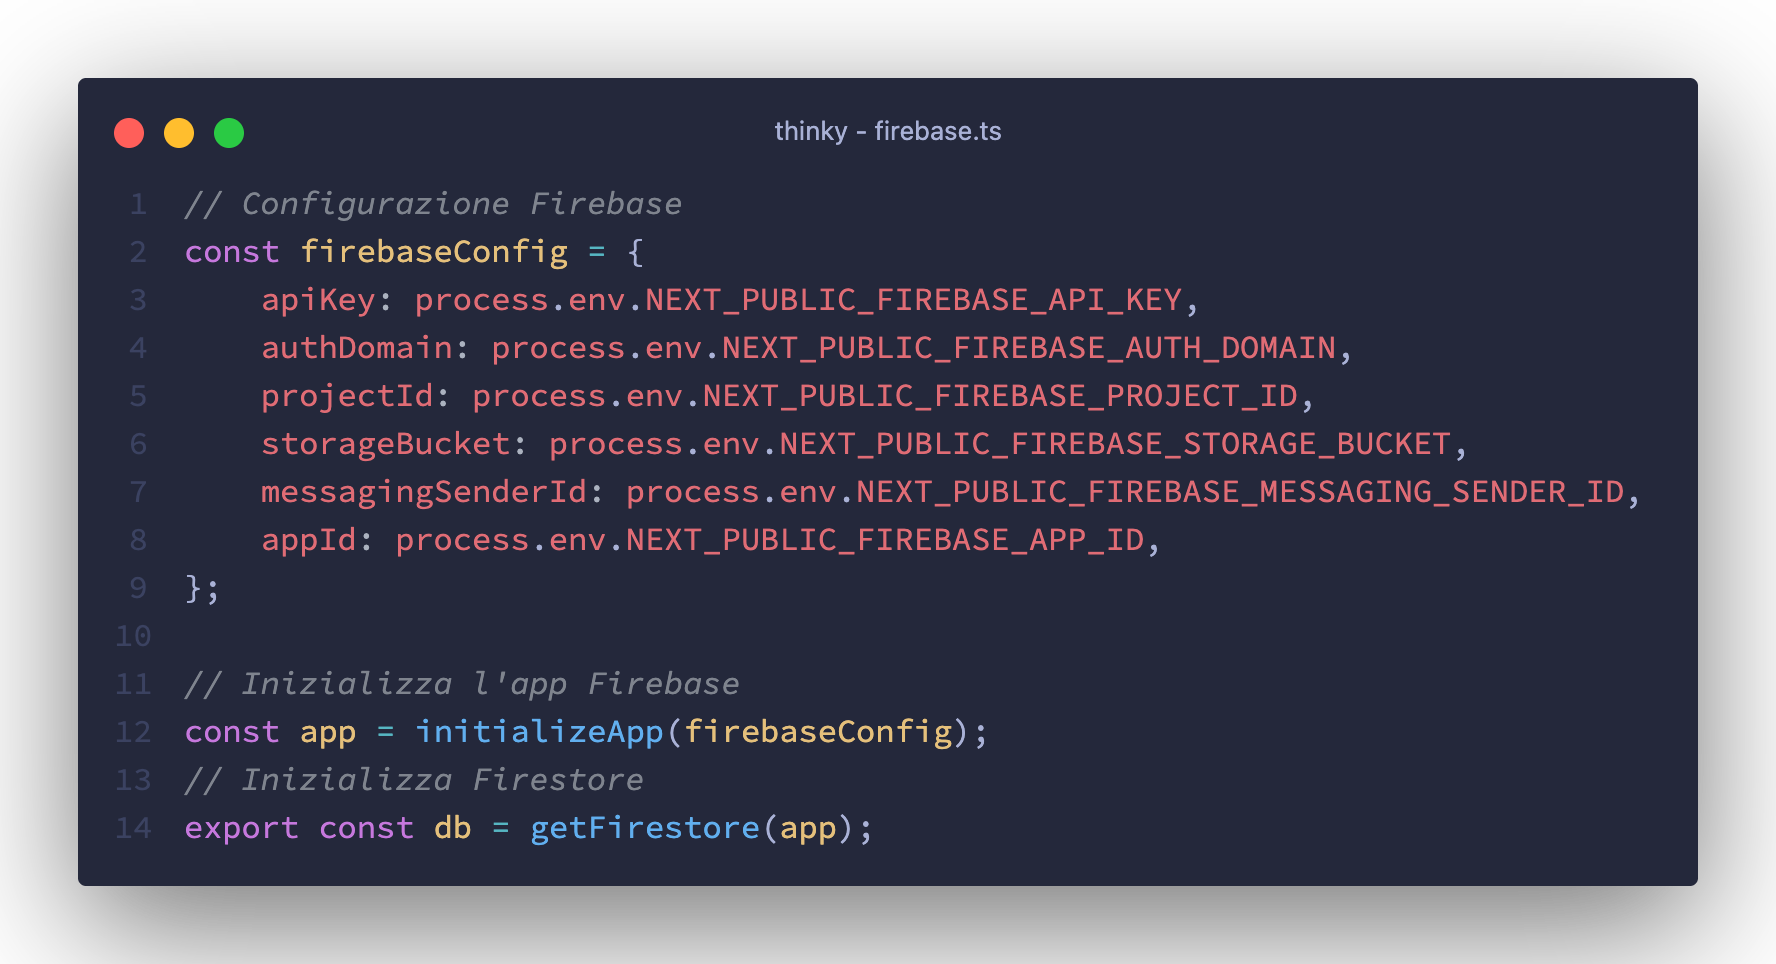 thinky - firebase.ts
1 // Configurazione Firebase
2 const firebaseConfig = {
3     apiKey: process.env.NEXT_PUBLIC_FIREBASE_API_KEY,
4     authDomain: process.env.NEXT_PUBLIC_FIREBASE_AUTH_DOMAIN,
5     projectId: process.env.NEXT_PUBLIC_FIREBASE_PROJECT_ID,
6     storageBucket: process.env.NEXT_PUBLIC_FIREBASE_STORAGE_BUCKET,
7     messagingSenderId: process.env.NEXT_PUBLIC_FIREBASE_MESSAGING_SENDER_ID,
8     appId: process.env.NEXT_PUBLIC_FIREBASE_APP_ID,
9 };
10
11 // Inizializza l'app Firebase
12 const app = initializeApp(firebaseConfig);
13 // Inizializza Firestore
14 export const db = getFirestore(app);